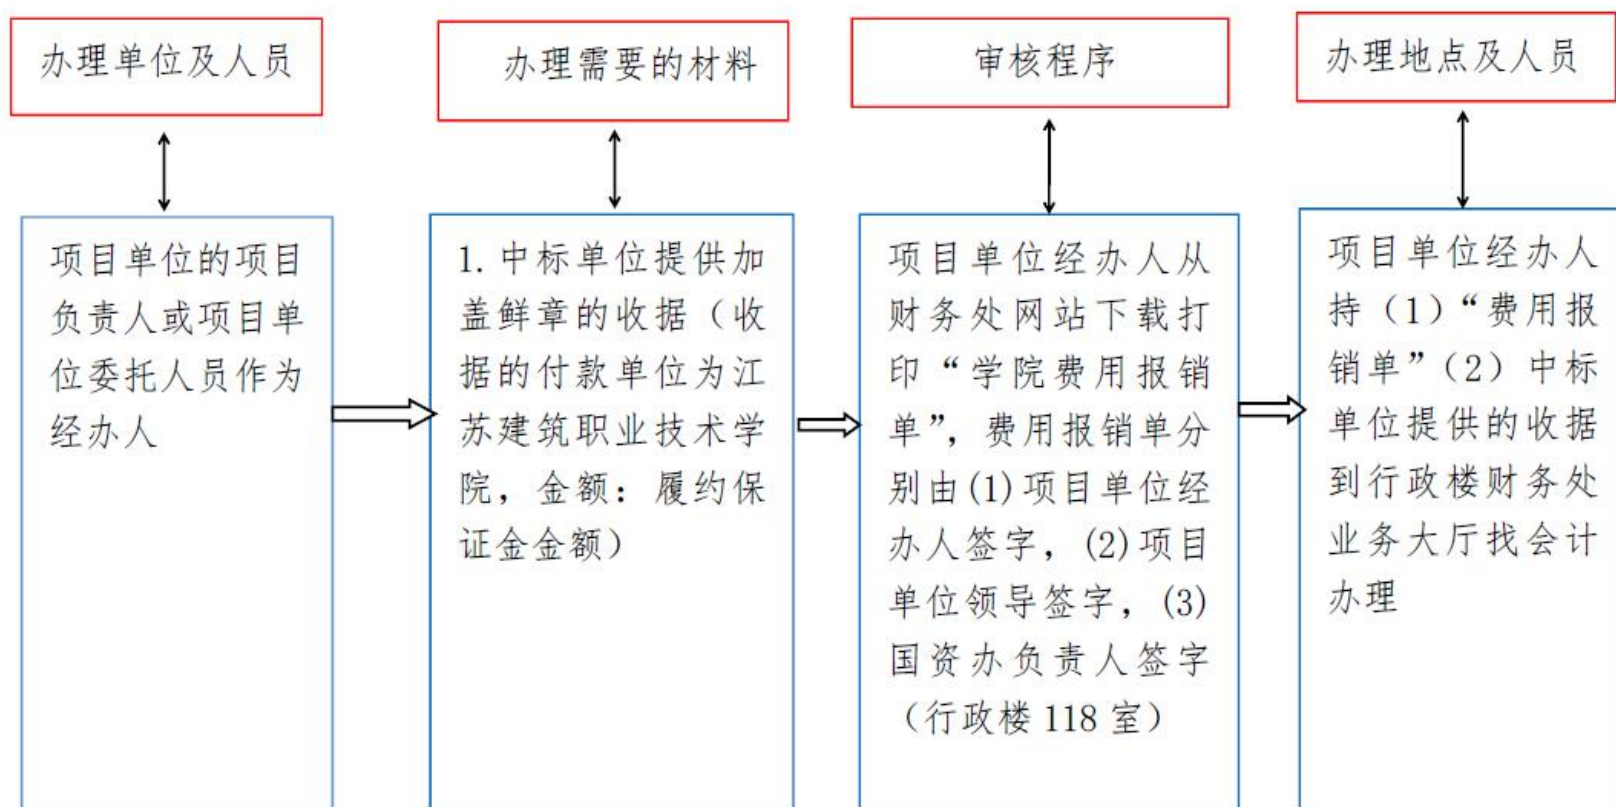 办理单位及人员
办理需要的材料
审核程序
办理地点及人员
项目单位的项目
负责人或项目单
位委托人员作为
经办人
1.中标单位提供加
盖鲜章的收据（收
据的付款单位为江
苏建筑职业技术学
院，金额：履约保
证金金额）
项目单位经办人从
财务处网站下载打
印“学院费用报销
单”，费用报销单分
别由(1)项目单位经
办人签字，(2)项目
单位领导签字，(3)
国资办负责人签字
（行政楼118室）
项目单位经办人
持（1）“费用报
销单”（2）中标
单位提供的收据
到行政楼财务处
业务大厅找会计
办理